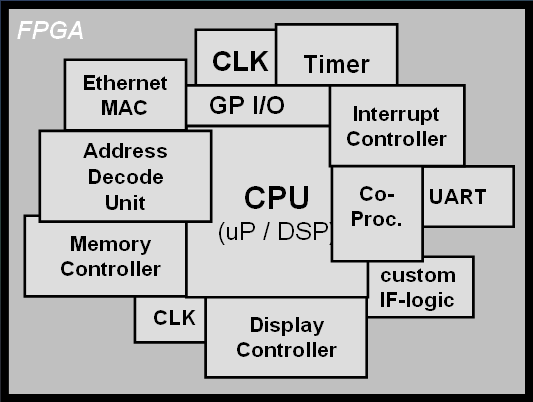 FPGA
CLK
Timer
Ethernet
MAC
GP I/O
Interrupt
Controller
Address
Decode
Unit
CPU
(uP / DSP)
Co-
Proc.
UART
Memory
Controller
custom
IF-logic
CLK
Display
Controller